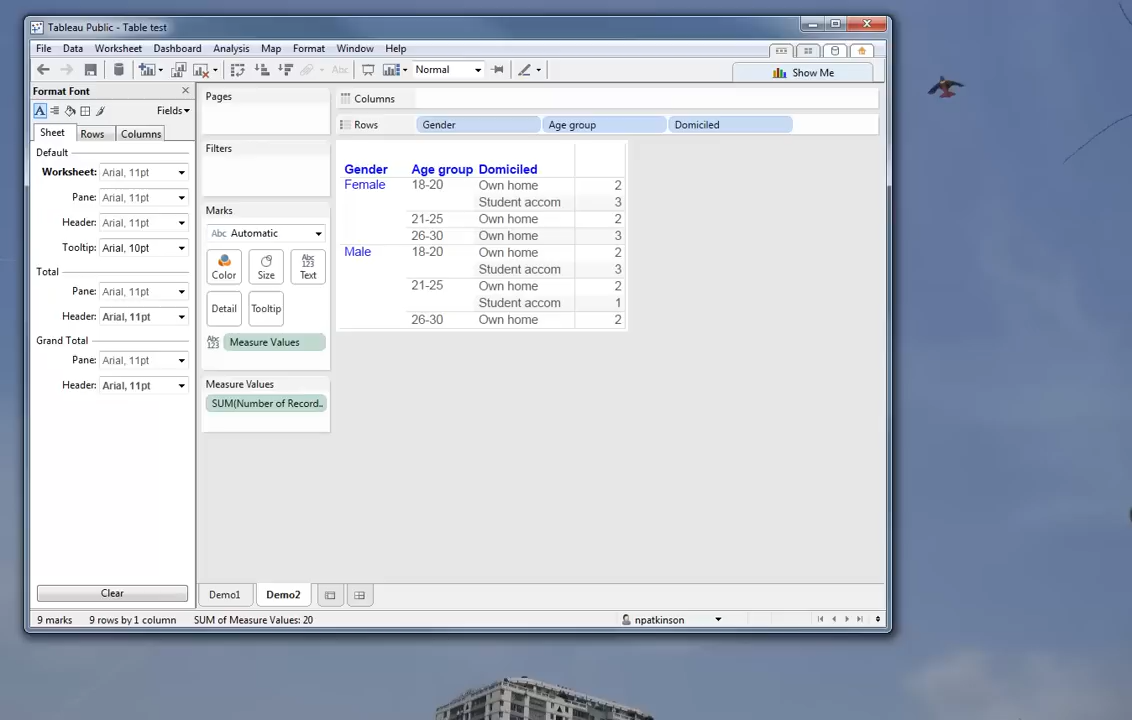 Tableau Public - Table test
File Data Worksheet Dashboard Analysis Map Format Window Help
Abc Normal
Show Me
Format Font
Fields
Sheet Rows Columns
Default
Worksheet: Arial, 11pt
Pane: Arial, 11pt
Header: Arial, 11pt
Tooltip: Arial, 10pt
Total
Pane: Arial, 11pt
Header: Arial, 11pt
Grand Total
Pane: Arial, 11pt
Header: Arial, 11pt
Clear
Pages
Filters
Marks
Abc Automatic
Color Size Abc 123 Text
Detail Tooltip
Abc 123 Measure Values
Measure Values
SUM(Number of Record..
Columns
Rows Gender Age group Domiciled
Gender Age group Domiciled
Female 18-20 Own home 2
Student accom 3
21-25 Own home 2
26-30 Own home 3
Male 18-20 Own home 2
Student accom 3
21-25 Own home 2
Student accom 1
26-30 Own home 2
Demo1 Demo2
9 marks 9 rows by 1 column SUM of Measure Values: 20 npatkinson